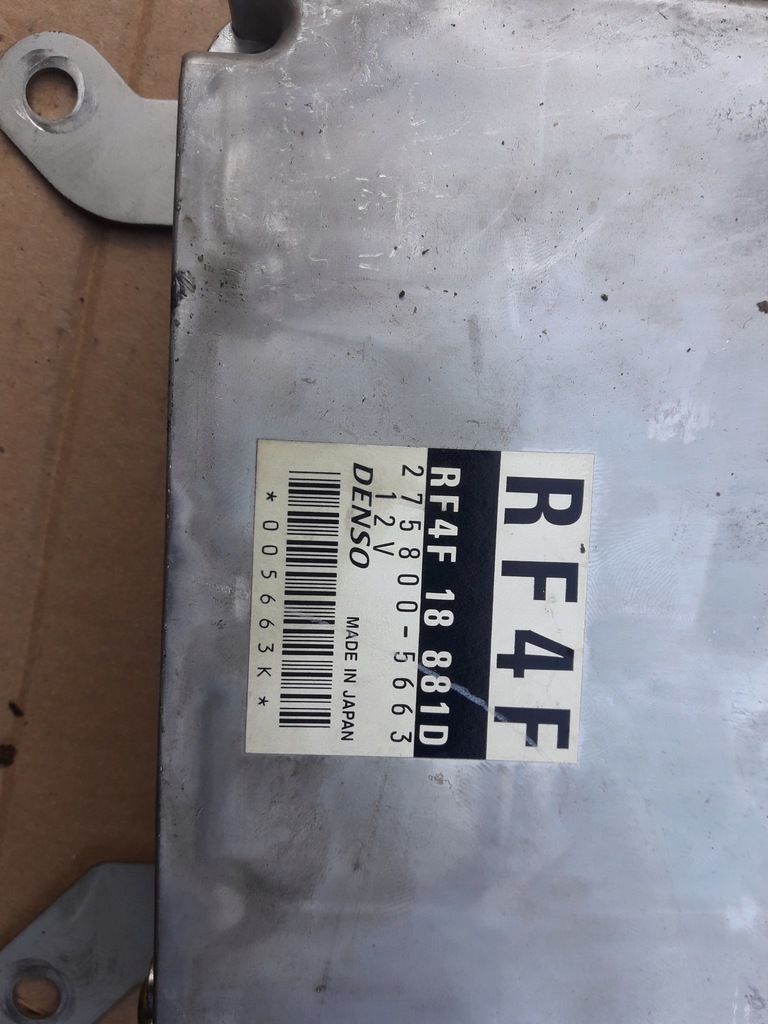 RF4F
RF4F 18 881D
275800-5663
12V
DENSO MADE IN JAPAN
*005663K*